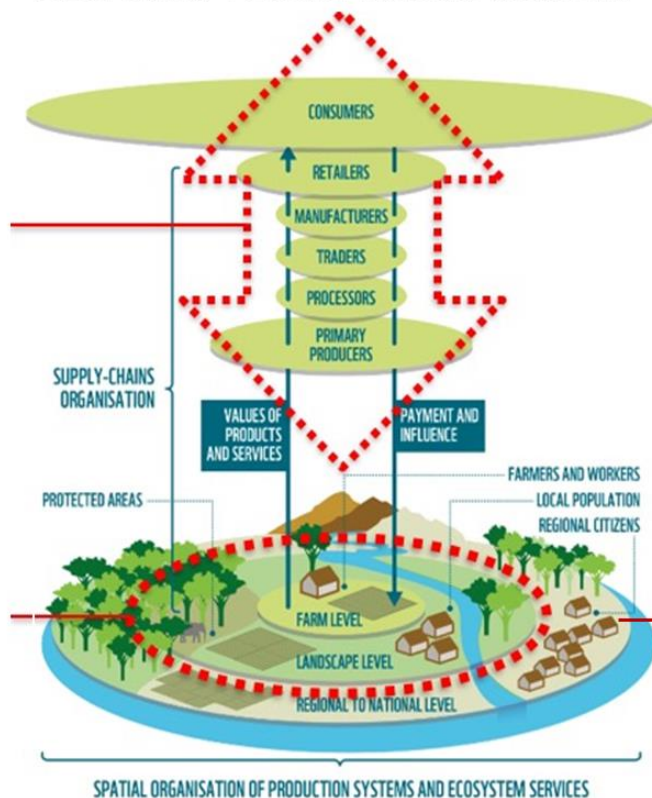 CONSUMERS
RETAILERS
MANUFACTURERS
TRADERS
PROCESSORS
PRIMARY
PRODUCERS
SUPPLY-CHAINS
ORGANISATION
VALUES OF
PRODUCTS
AND SERVICES
PAYMENT AND
INFLUENCE
FARMERS AND WORKERS
PROTECTED AREAS
LOCAL POPULATION
REGIONAL CITIZENS
FARM LEVEL
LANDSCAPE LEVEL
REGIONAL TO NATIONAL LEVEL
SPATIAL ORGANISATION OF PRODUCTION SYSTEMS AND ECOSYSTEM SERVICES